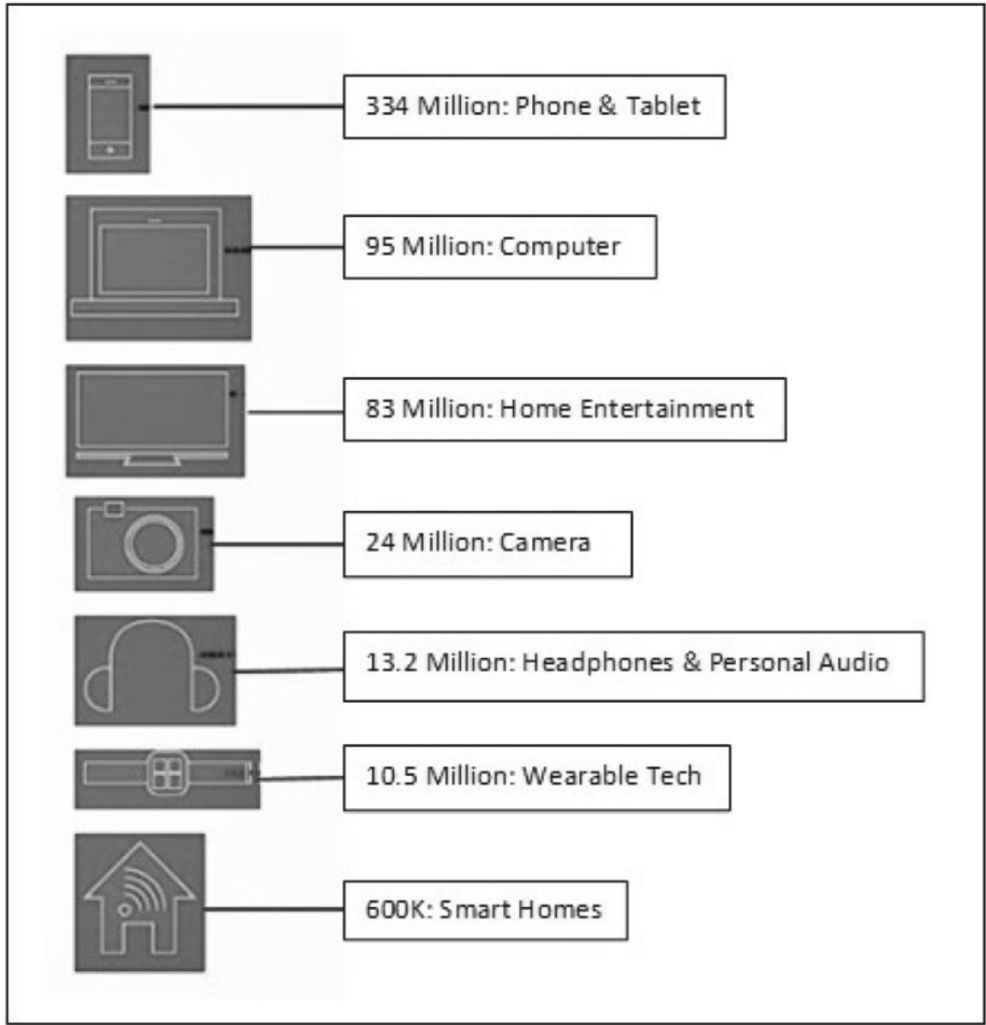 334 Million: Phone & Tablet
95 Million: Computer
83 Million: Home Entertainment
24 Million: Camera
13.2 Million: Headphones & Personal Audio
10.5 Million: Wearable Tech
600K: Smart Homes